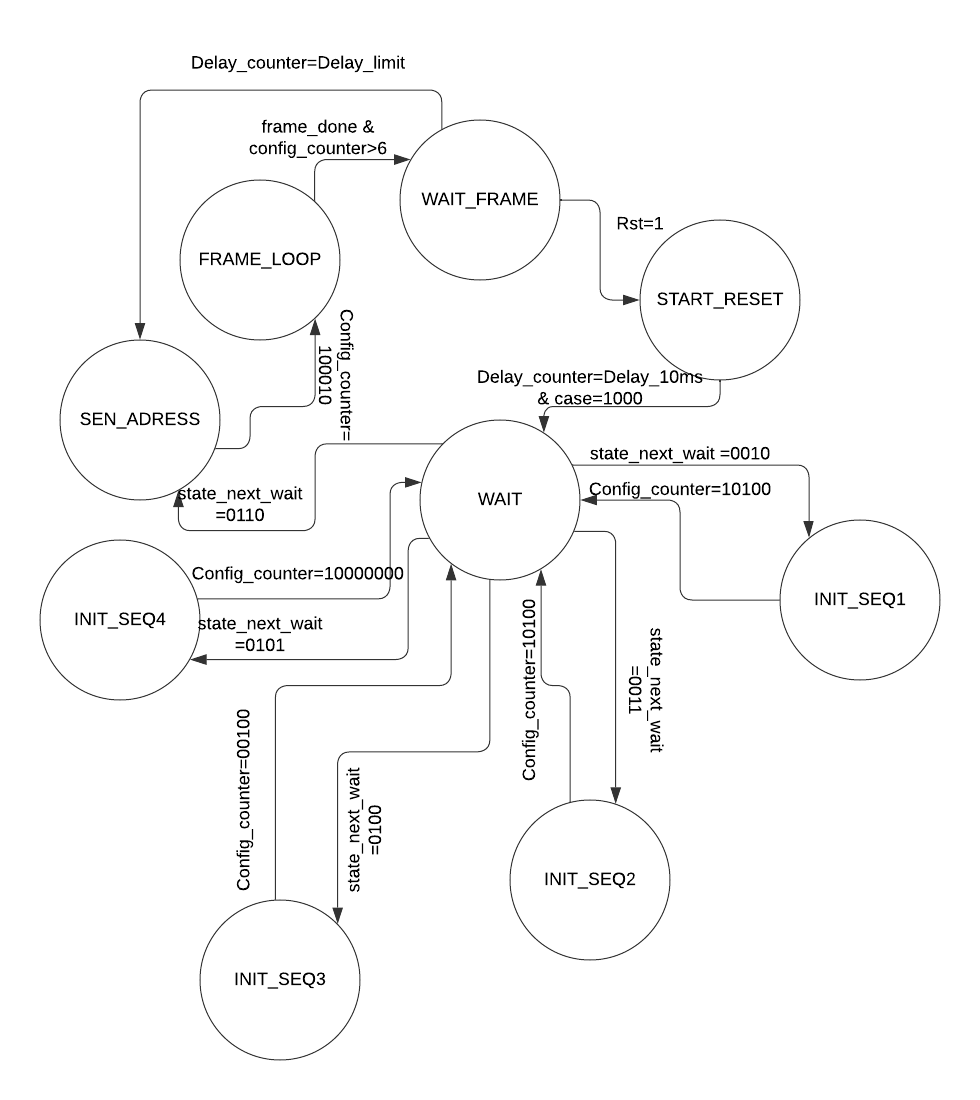 Delay_counter=Delay_limit
frame_done &
config_counter>6
WAIT_FRAME
Rst=1
FRAME_LOOP
START_RESET
Config_counter=
100010
Delay_counter=Delay_10ms
& case=1000
SEN_ADRESS
state_next_wait =0010
Config_counter=10100
state_next_wait
=0110
WAIT
Config_counter=10000000
INIT_SEQ4
state_next_wait
=0101
INIT_SEQ1
Config_counter=10100
state_next_wait
=0011
Config_counter=00100
state_next_wait
=0100
INIT_SEQ2
INIT_SEQ3